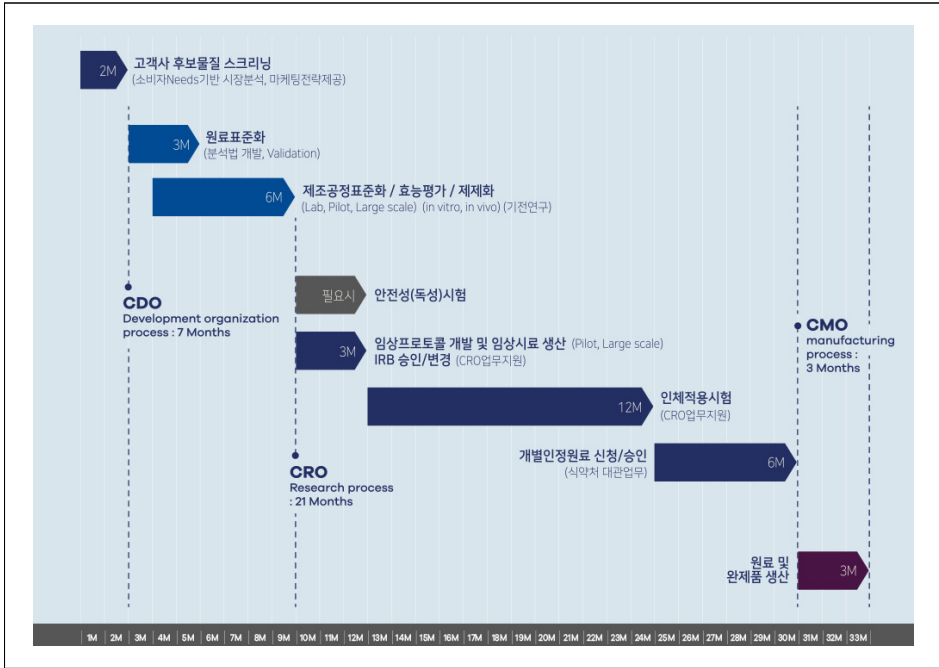 2M
고객사 후보물질 스크리닝
(소비자Needs기반 시장분석, 마케팅전략제공)
3M
원료표준화
(분석법 개발, Validation)
6M
제조공정표준화 / 효능평가 / 제제화
(Lab, Pilot, Large scale) (in vitro, in vivo) (기전연구)
CDO
Development organization
process : 7 Months
필요시
안전성(독성)시험
3M
임상프로토콜 개발 및 임상시료 생산 (Pilot, Large scale)
IRB 승인/변경 (CRO업무지원)
CMO
manufacturing
process :
3 Months
12M
인체적용시험
(CRO업무지원)
개별인정원료 신청/승인
(식약처 대관업무)
6M
CRO
Research process
: 21 Months
원료 및
완제품 생산
3M
1M 2M 3M 4M 5M 6M 7M 8M 9M 10M 11M 12M 13M 14M 15M 16M 17M 18M 19M 20M 21M 22M 23M 24M 25M 26M 27M 28M 29M 30M 31M 32M 33M